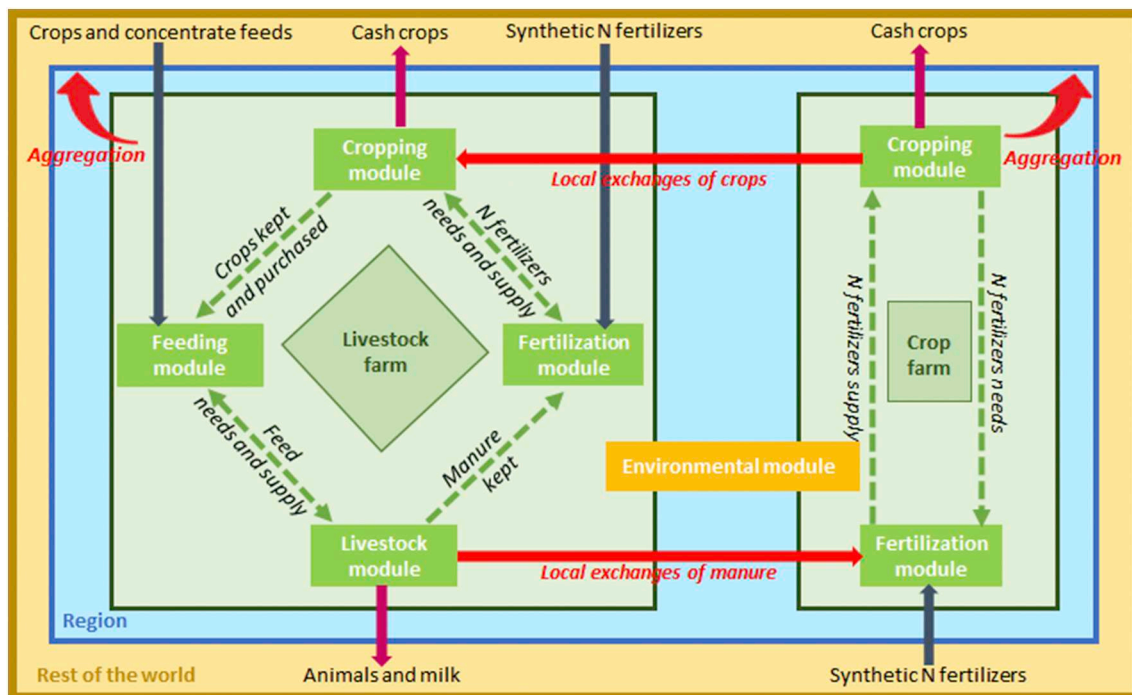 Crops and concentrate feeds
Cash crops
Synthetic N fertilizers
Cash crops
Aggregation
Cropping
module
Local exchanges of crops
Cropping
module
Aggregation
Crops kept
and purchased
N fertilizers
needs and supply
Feeding
module
Livestock
farm
Fertilization
module
N fertilizers supply
Crop
farm
N fertilizers needs
Feed
needs and supply
Manure
kept
Environmental module
Livestock
module
Local exchanges of manure
Fertilization
module
Region
Rest of the world
Animals and milk
Synthetic N fertilizers